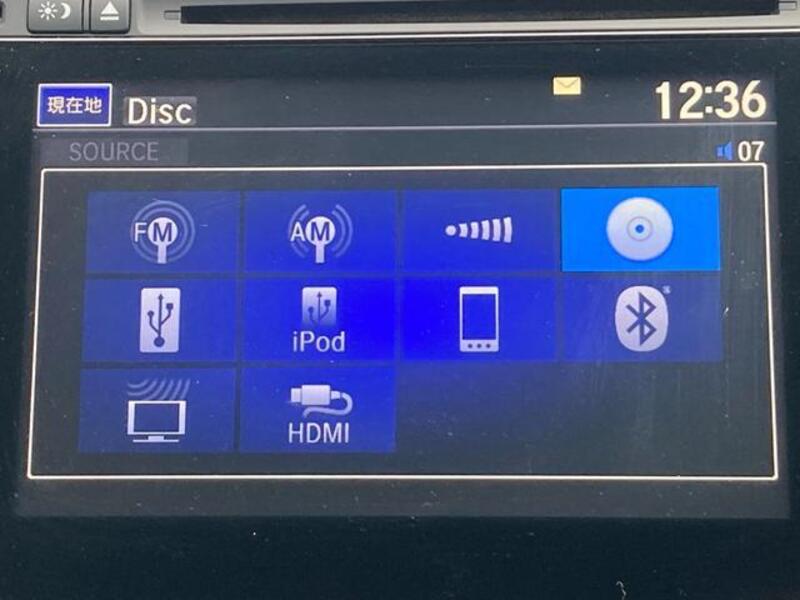 現在地 Disc 12:36
SOURCE 07
FM AM
iPod
HDMI